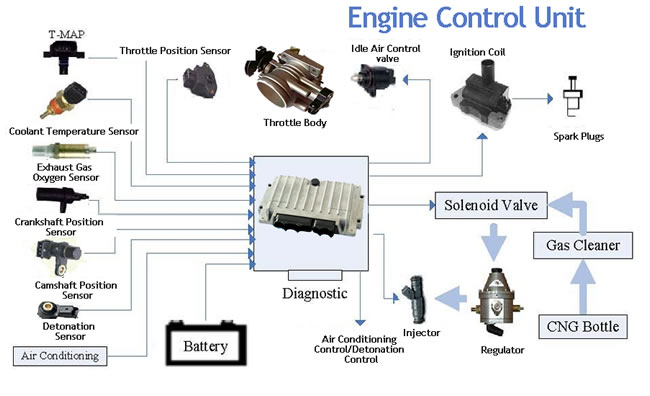 Engine Control Unit
T-MAP
Throttle Position Sensor
Idle Air Control
valve
Ignition Coil
Throttle Body
Spark Plugs
Coolant Temperature Sensor
Exhaust Gas
Oxygen Sensor
Crankshaft Position
Sensor
Camshaft Position
Sensor
Detonation
Sensor
Air Conditioning
Battery
Diagnostic
Air Conditioning
Control/Detonation
Control
Injector
Regulator
Solenoid Valve
Gas Cleaner
CNG Bottle